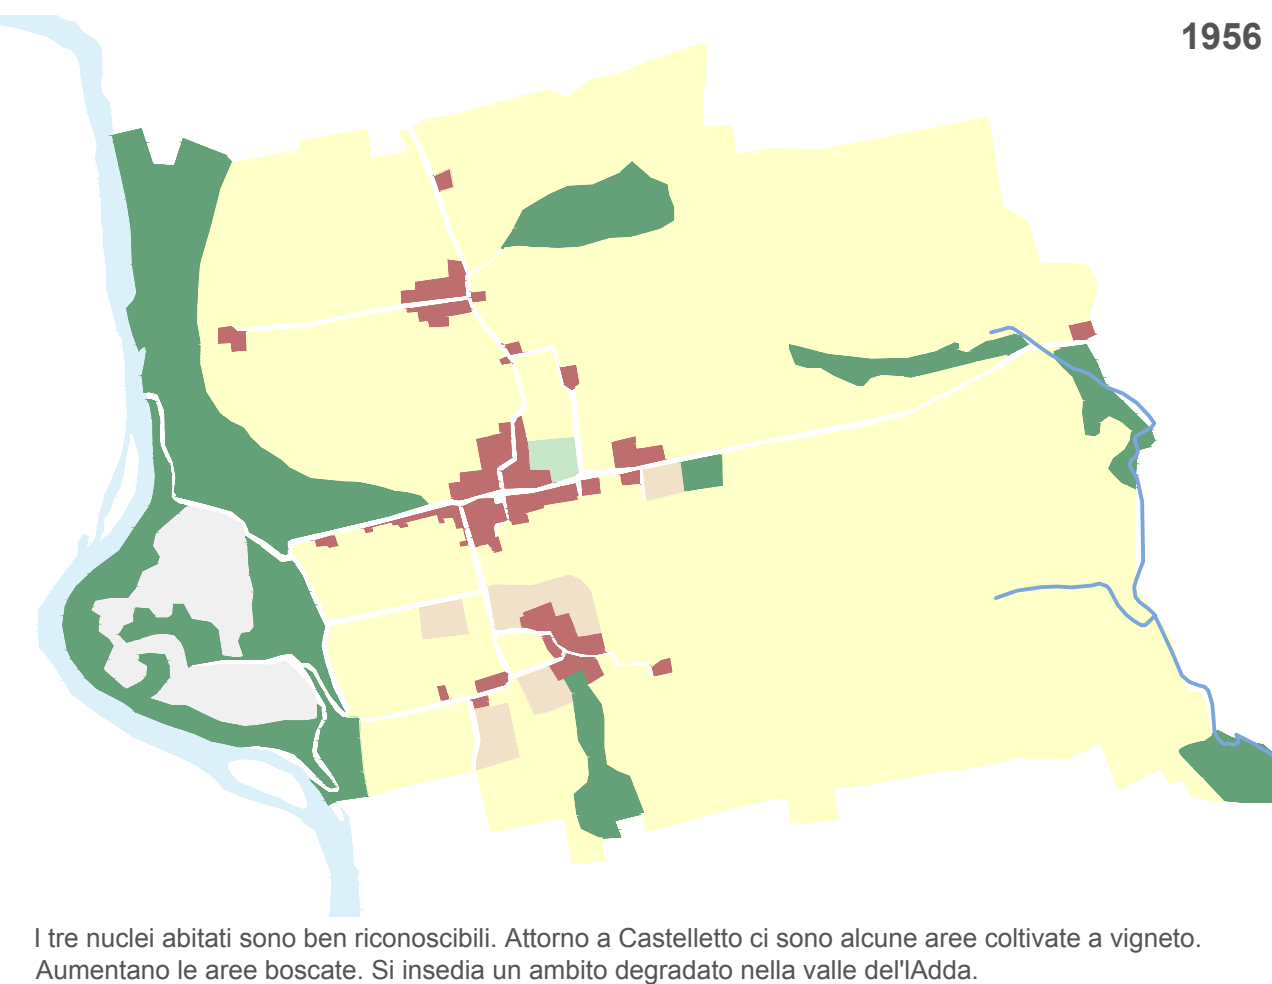 1956
I tre nuclei abitati sono ben riconoscibili. Attorno a Castelletto ci sono alcune aree coltivate a vigneto.
Aumentano le aree boscate. Si insedia un ambito degradato nella valle del'lAdda.